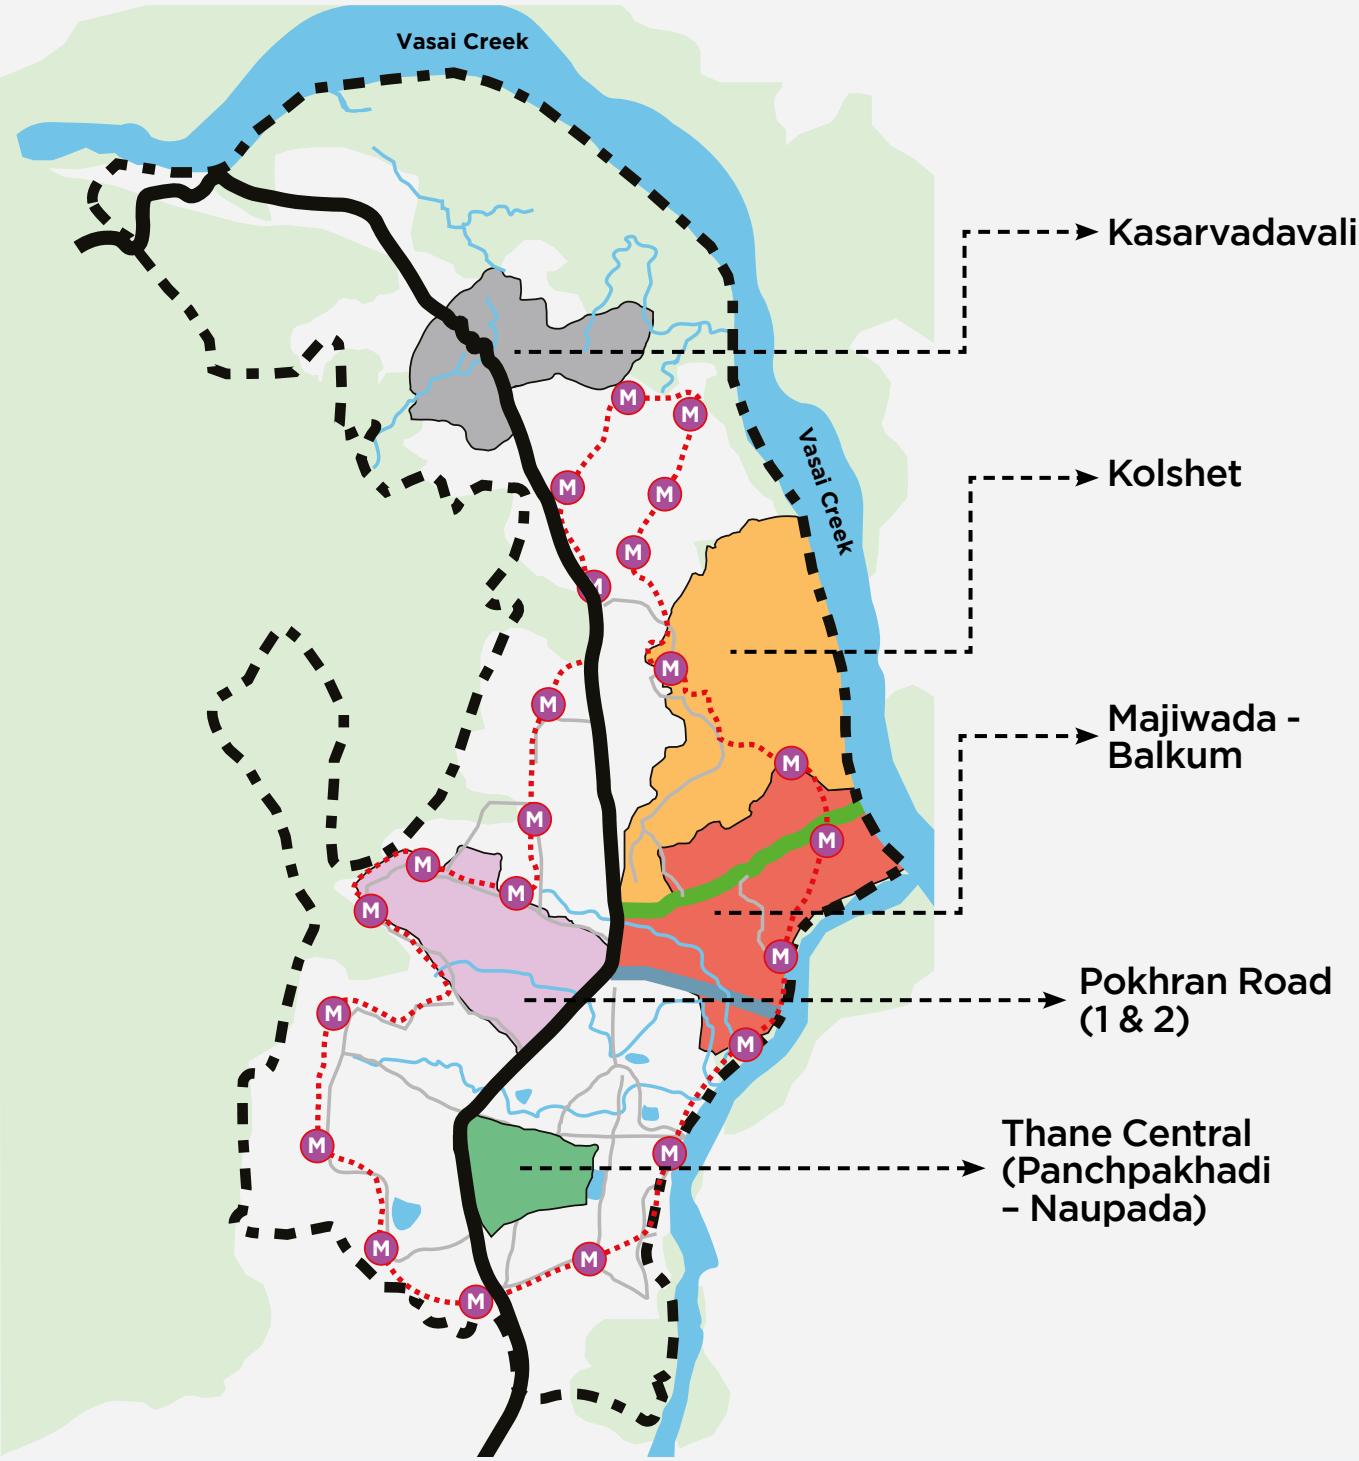 Vasai Creek
Kasarvadavali
M
M
Vasai Creek
Kolshet
M
M
M
M
M
M
Majiwada -
Balkum
M
M
M
M
M
M
M
Pokhran Road
(1 & 2)
M
M
Thane Central
(Panchpakhadi
– Naupada)
M
M
M
M
M